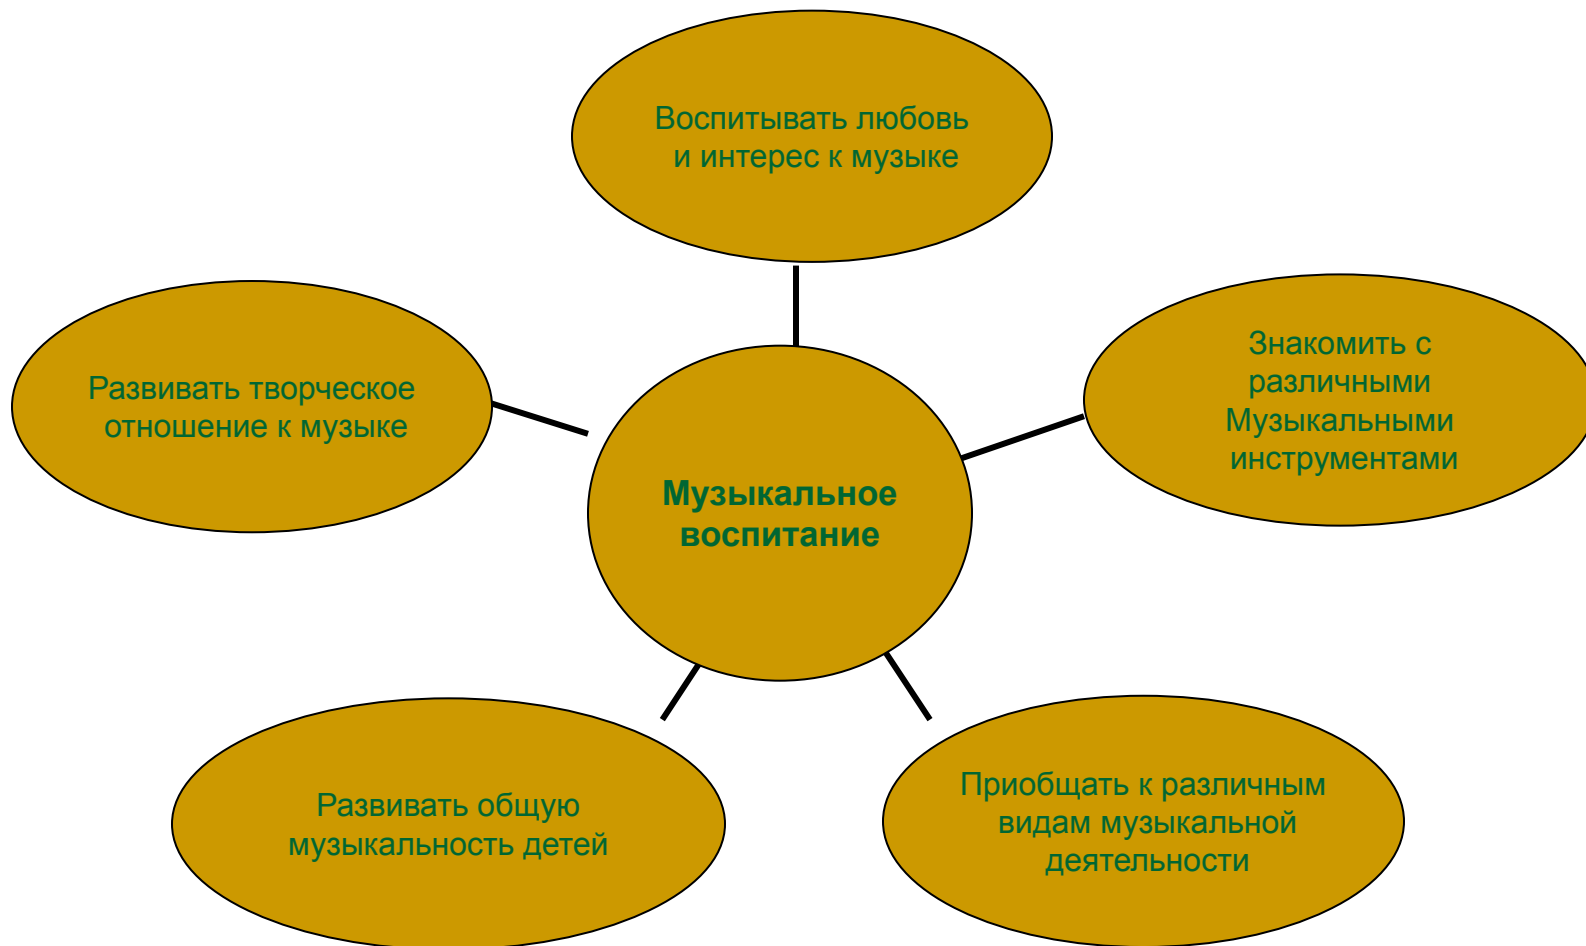 Воспитывать любовь
и интерес к музыке
Развивать творческое
отношение к музыке
Знакомить с
различными
Музыкальными
инструментами
Музыкальное
воспитание
Развивать общую
музыкальность детей
Приобщать к различным
видам музыкальной
деятельности